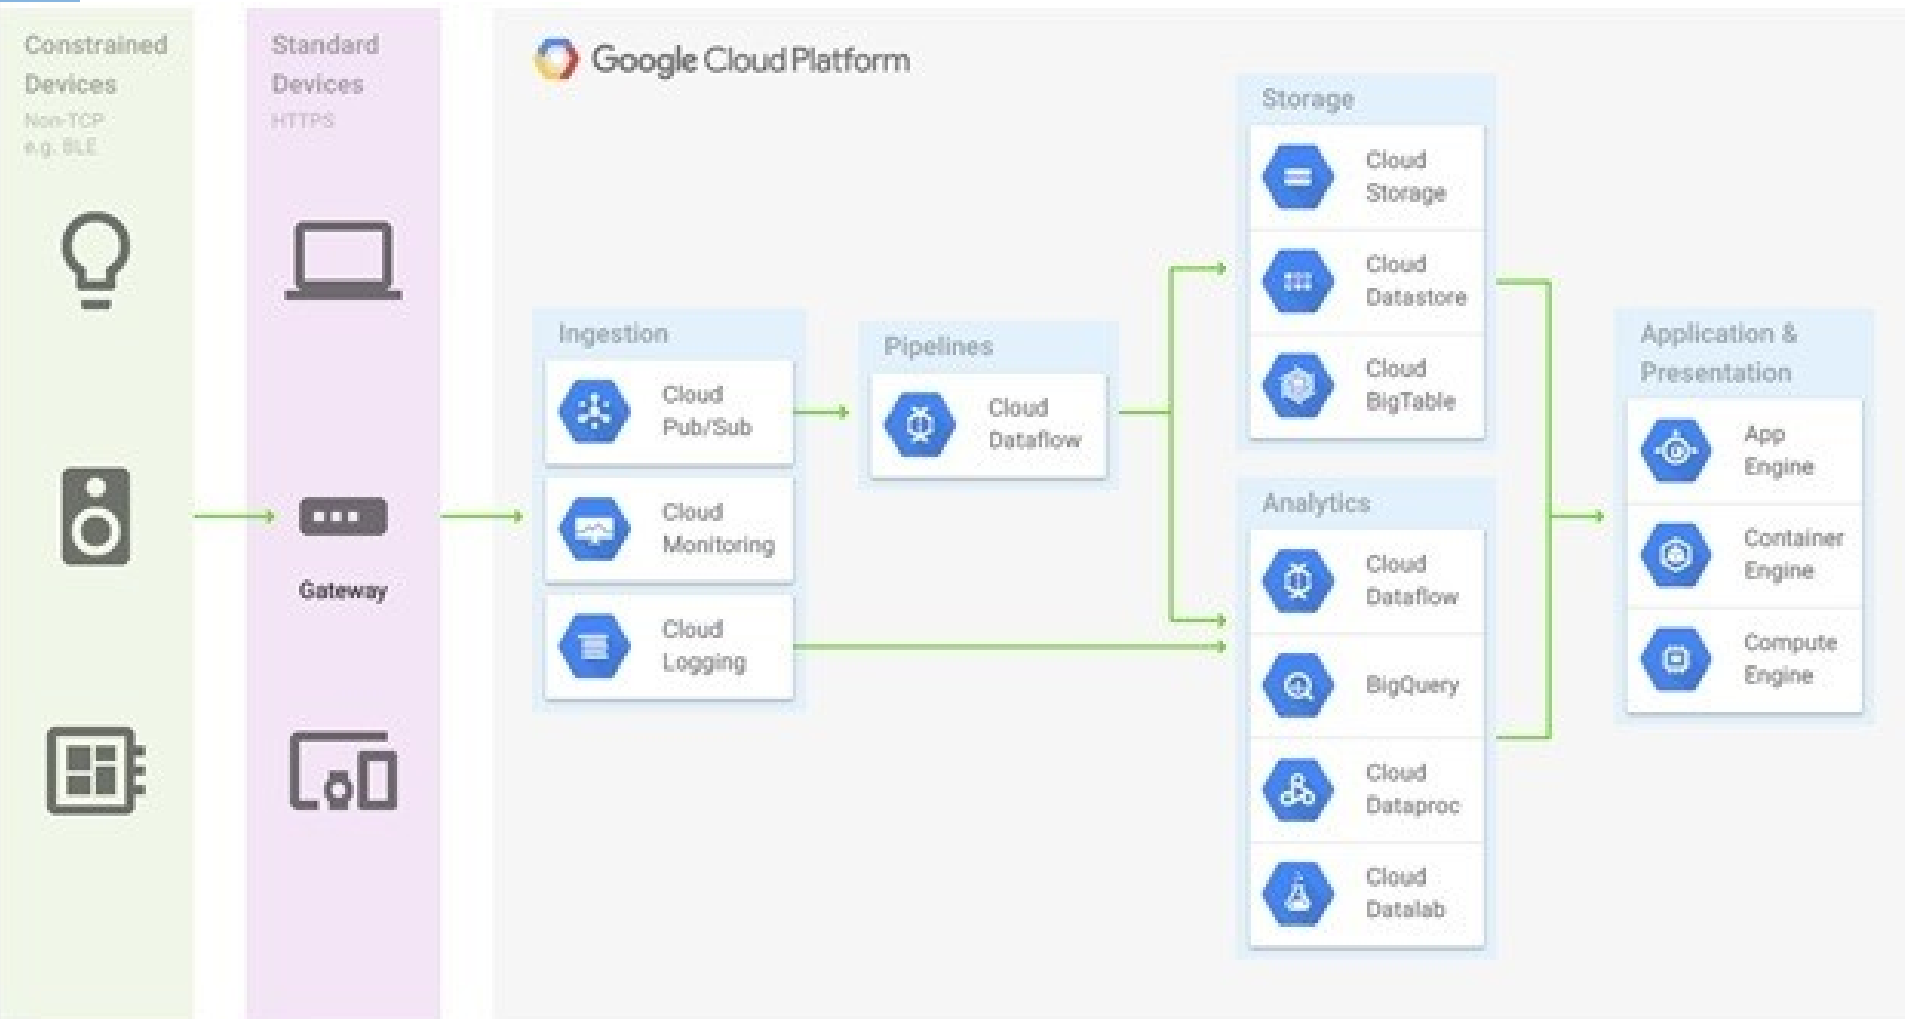 Constrained
Devices
Non-TCP
e.g. BLE
Standard
Devices
HTTPS
Gateway
Google Cloud Platform
Ingestion
Cloud
Pub/Sub
Cloud
Monitoring
Cloud
Logging
Pipelines
Cloud
Dataflow
Storage
Cloud
Storage
Cloud
Datastore
Cloud
BigTable
Analytics
Cloud
Dataflow
BigQuery
Cloud
Dataproc
Cloud
Datalab
Application &
Presentation
App
Engine
Container
Engine
Compute
Engine